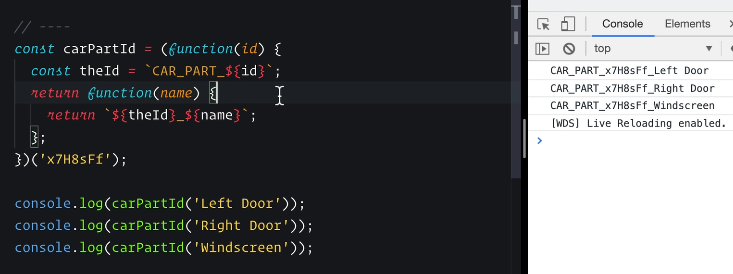 // ----
const carPartId = (function(id) {
  const theId = `CAR_PART_${id}`;
  return function(name) {
    return `${theId}_${name}`;
  };
})('x7H8sFf');

console.log(carPartId('Left Door'));
console.log(carPartId('Right Door'));
console.log(carPartId('Windscreen'));
Console Elements
top
CAR_PART_x7H8sFf_Left Door
CAR_PART_x7H8sFf_Right Door
CAR_PART_x7H8sFf_Windscreen
[WDS] Live Reloading enabled.